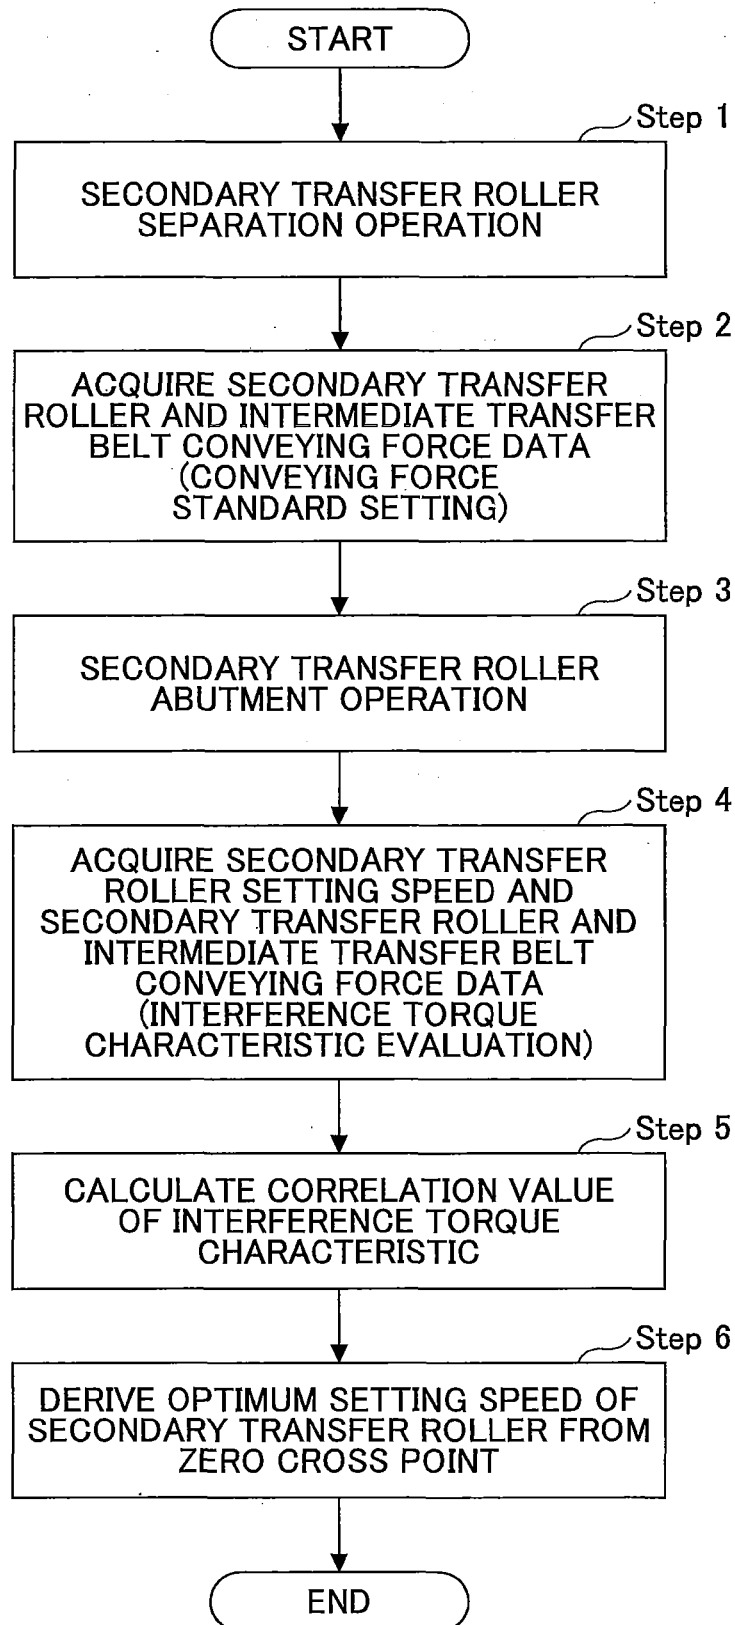 START
Step 1
SECONDARY TRANSFER ROLLER
SEPARATION OPERATION
Step 2
ACQUIRE SECONDARY TRANSFER
ROLLER AND INTERMEDIATE TRANSFER
BELT CONVEYING FORCE DATA
(CONVEYING FORCE
STANDARD SETTING)
Step 3
SECONDARY TRANSFER ROLLER
ABUTMENT OPERATION
Step 4
ACQUIRE SECONDARY TRANSFER
ROLLER SETTING SPEED AND
SECONDARY TRANSFER ROLLER AND
INTERMEDIATE TRANSFER BELT
CONVEYING FORCE DATA
(INTERFERENCE TORQUE
CHARACTERISTIC EVALUATION)
Step 5
CALCULATE CORRELATION VALUE
OF INTERFERENCE TORQUE
CHARACTERISTIC
Step 6
DERIVE OPTIMUM SETTING SPEED OF
SECONDARY TRANSFER ROLLER FROM
ZERO CROSS POINT
END